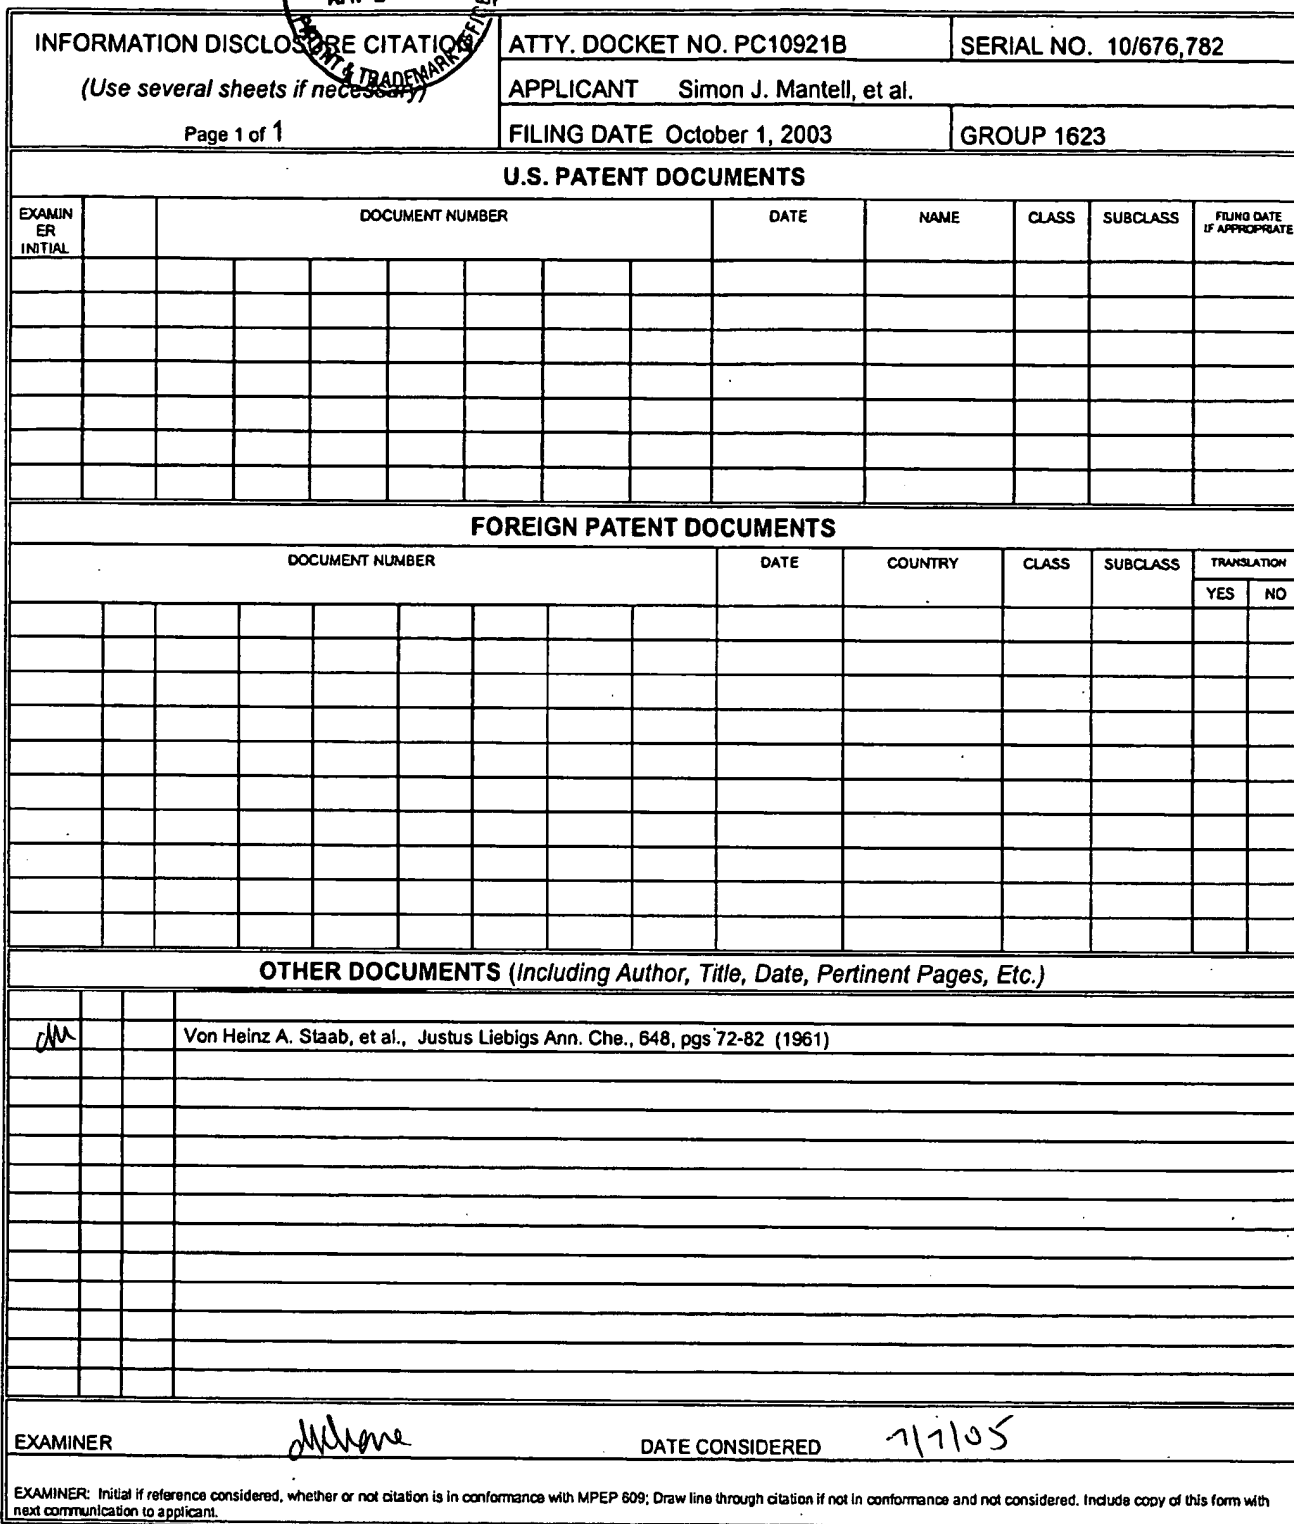 INFORMATION DISCLOSURE CITATION
(Use several sheets if necessary)
Page 1 of 1
PATENT & TRADEMARK OFFICE
ATTY. DOCKET NO. PC10921B
SERIAL NO. 10/676,782
APPLICANT Simon J. Mantell, et al.
FILING DATE October 1, 2003
GROUP 1623
U.S. PATENT DOCUMENTS
EXAMIN
ER
INITIAL
DOCUMENT NUMBER
DATE
NAME
CLASS
SUBCLASS
FILING DATE
IF APPROPRIATE
FOREIGN PATENT DOCUMENTS
DOCUMENT NUMBER
DATE
COUNTRY
CLASS
SUBCLASS
TRANSLATION
YES
NO
OTHER DOCUMENTS (Including Author, Title, Date, Pertinent Pages, Etc.)
Von Heinz A. Staab, et al., Justus Liebigs Ann. Che., 648, pgs 72-82 (1961)
EXAMINER
DATE CONSIDERED 7/7/05
EXAMINER: Initial if reference considered, whether or not citation is in conformance with MPEP 609; Draw line through citation if not in conformance and not considered. Include copy of this form with
next communication to applicant.